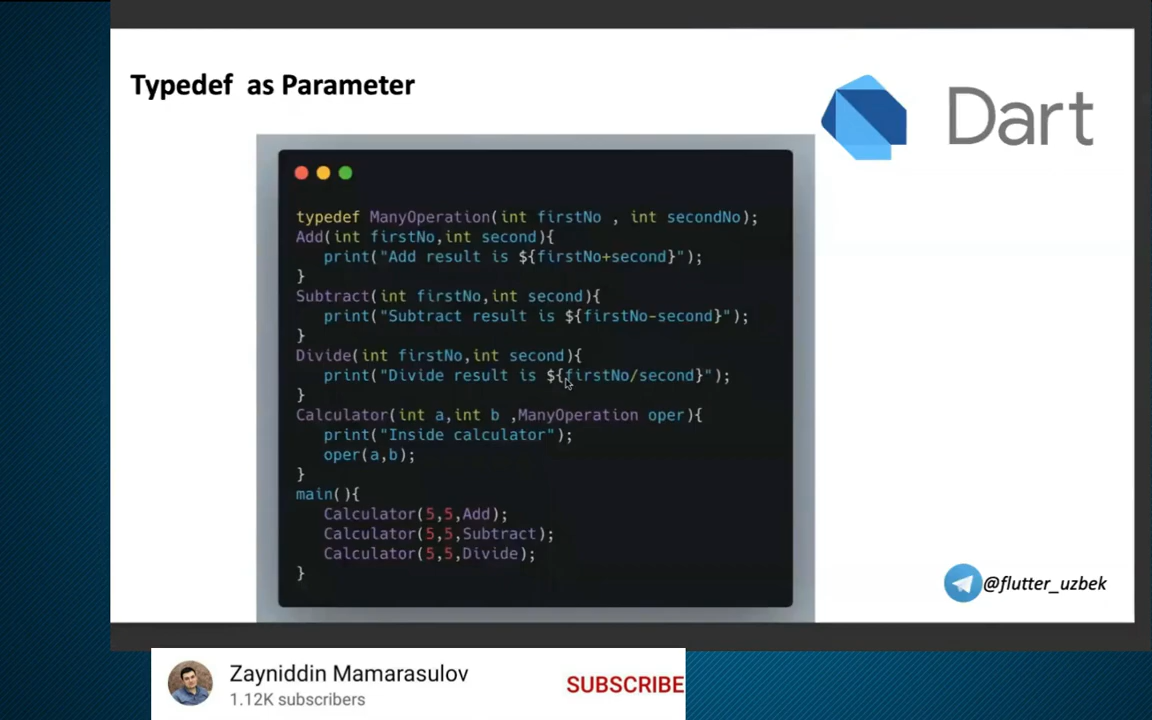 Typedef as Parameter
Dart
typedef ManyOperation(int firstNo , int secondNo);
Add(int firstNo,int second){
print("Add result is ${firstNo+second}");
}
Subtract(int firstNo,int second){
print("Subtract result is ${firstNo-second}");
}
Divide(int firstNo,int second){
print("Divide result is ${firstNo/second}");
}
Calculator(int a,int b ,ManyOperation oper){
print("Inside calculator");
oper(a,b);
}
main(){
Calculator(5,5,Add);
Calculator(5,5,Subtract);
Calculator(5,5,Divide);
}
@flutter_uzbek
Zayniddin Mamarasulov
1.12K subscribers
SUBSCRIBE